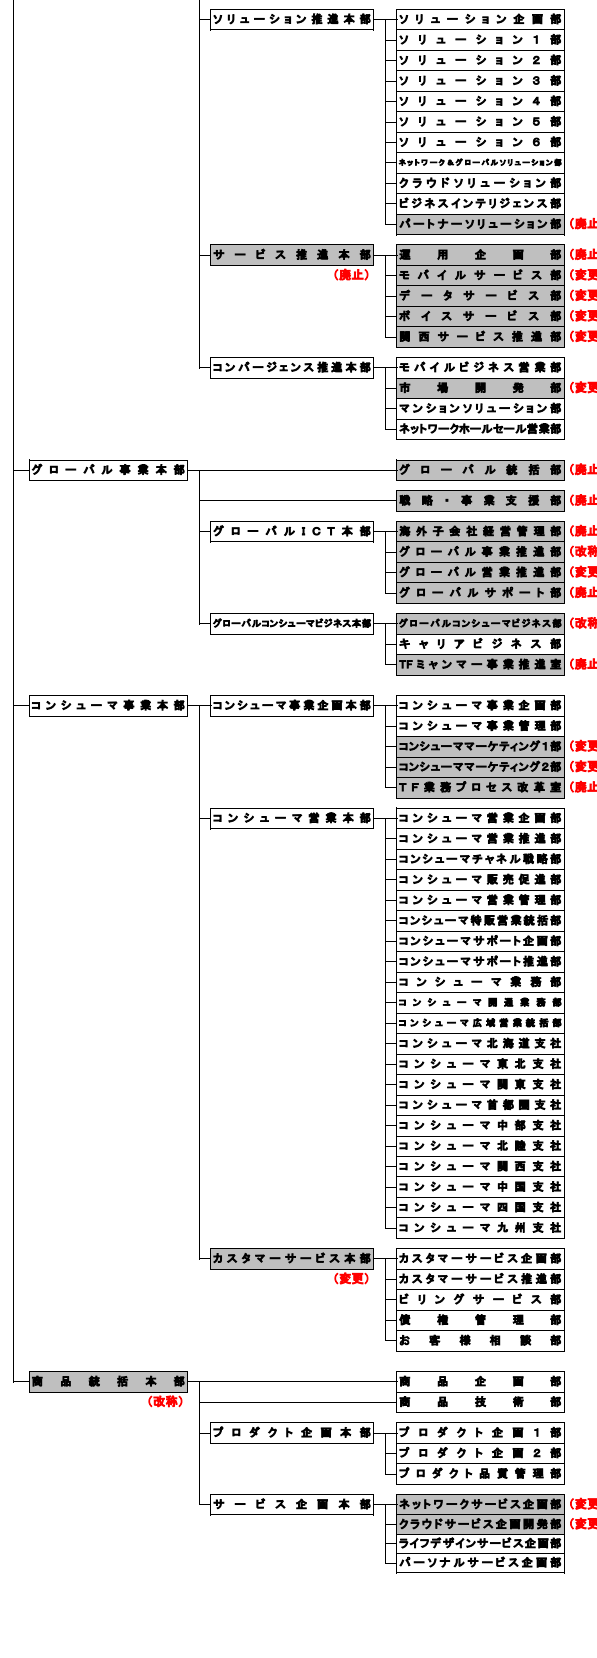 ソリューション推進本部
ソリューション企画部
ソリューション1部
ソリューション2部
ソリューション3部
ソリューション4部
ソリューション5部
ソリューション6部
ネットワーク&グローバルソリューション部
クラウドソリューション部
ビジネスインテリジェンス部
パートナーソリューション部 (廃止
サービス推進本部
(廃止)
運用企画部 (廃止
モバイルサービス部 (変更
データサービス部 (変更
ボイスサービス部 (変更
関西サービス推進部 (変更
コンバージェンス推進本部
モバイルビジネス営業部
市場開発部 (変更
マンションソリューション部
ネットワークホールセール営業部
グローバル事業本部
グローバル統括部 (廃止
戦略・事業支援部 (廃止
グローバルICT本部
海外子会社経営管理部 (廃止
グローバル事業推進部 (改称
グローバル営業推進部 (変更
グローバルサポート部 (廃止
グローバルコンシューマビジネス本部
グローバルコンシューマビジネス部 (改称
キャリアビジネス部
TFミャンマー事業推進室 (廃止
コンシューマ事業本部
コンシューマ事業企画本部
コンシューマ事業企画部
コンシューマ事業管理部
コンシューママーケティング1部 (変更
コンシューママーケティング2部 (変更
TF業務プロセス改革室 (廃止
コンシューマ営業本部
コンシューマ営業企画部
コンシューマ営業推進部
コンシューマチャネル戦略部
コンシューマ販売促進部
コンシューマ営業管理部
コンシューマ特販営業統括部
コンシューマサポート企画部
コンシューマサポート推進部
コンシューマ業務部
コンシューマ開通業務部
コンシューマ広域営業統括部
コンシューマ北海道支社
コンシューマ東北支社
コンシューマ関東支社
コンシューマ首都圏支社
コンシューマ中部支社
コンシューマ北陸支社
コンシューマ関西支社
コンシューマ中国支社
コンシューマ四国支社
コンシューマ九州支社
カスタマーサービス本部
(変更)
カスタマーサービス企画部
カスタマーサービス推進部
ビリングサービス部
債権管理部
お客様相談部
商品統括本部
(改称)
商品企画部
商品技術部
プロダクト企画本部
プロダクト企画1部
プロダクト企画2部
プロダクト品質管理部
サービス企画本部
ネットワークサービス企画部 (変更
クラウドサービス企画開発部 (変更
ライフデザインサービス企画部
パーソナルサービス企画部